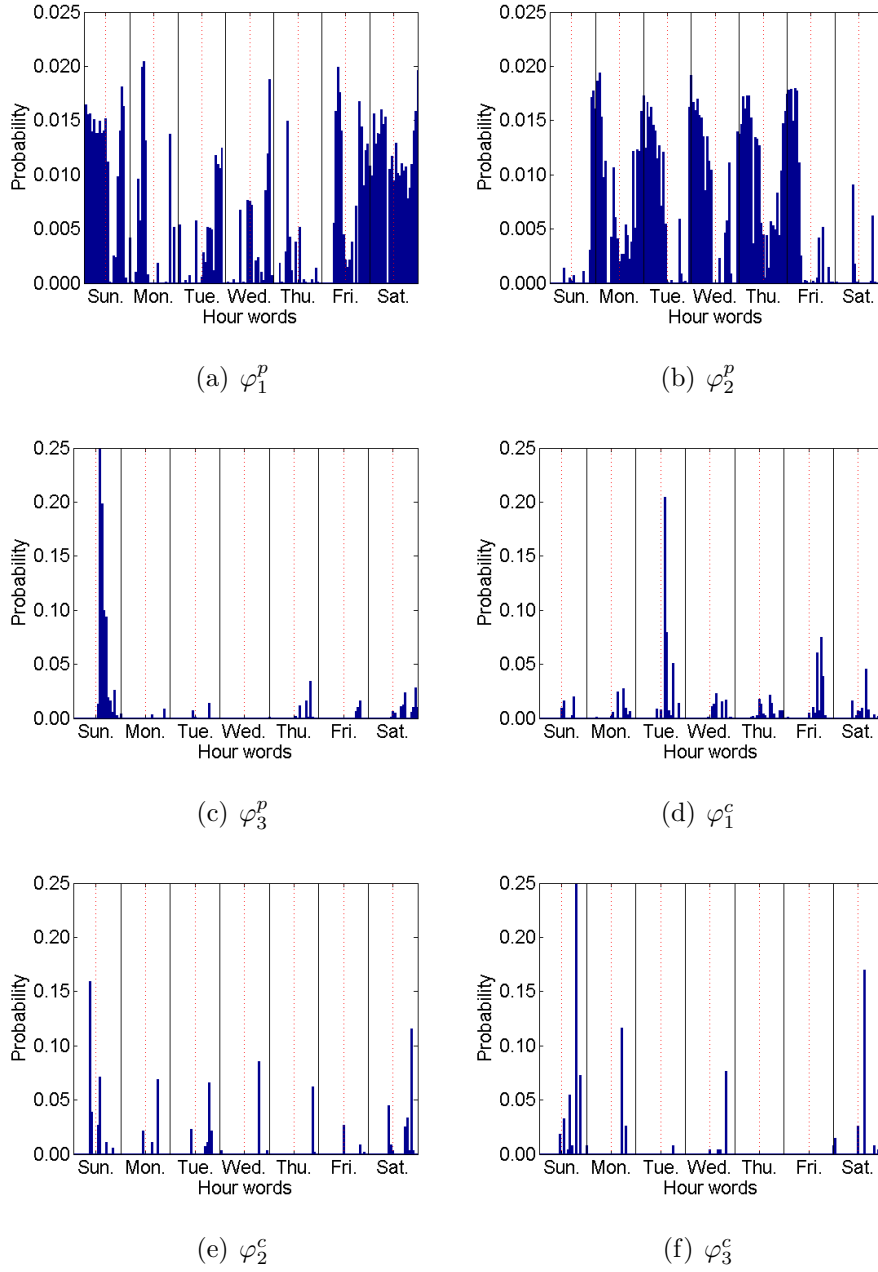 0.025
0.020
0.015
0.010
0.005
0.000
Probability
Sun. Mon. Tue. Wed. Thu. Fri. Sat.
Hour words
(a) φ₁ᵖ
0.025
0.020
0.015
0.010
0.005
0.000
Probability
Sun. Mon. Tue. Wed. Thu. Fri. Sat.
Hour words
(b) φ₂ᵖ
0.25
0.20
0.15
0.10
0.05
0.00
Probability
Sun. Mon. Tue. Wed. Thu. Fri. Sat.
Hour words
(c) φ₃ᵖ
0.25
0.20
0.15
0.10
0.05
0.00
Probability
Sun. Mon. Tue. Wed. Thu. Fri. Sat.
Hour words
(d) φ₁ᶜ
0.25
0.20
0.15
0.10
0.05
0.00
Probability
Sun. Mon. Tue. Wed. Thu. Fri. Sat.
Hour words
(e) φ₂ᶜ
0.25
0.20
0.15
0.10
0.05
0.00
Probability
Sun. Mon. Tue. Wed. Thu. Fri. Sat.
Hour words
(f) φ₃ᶜ